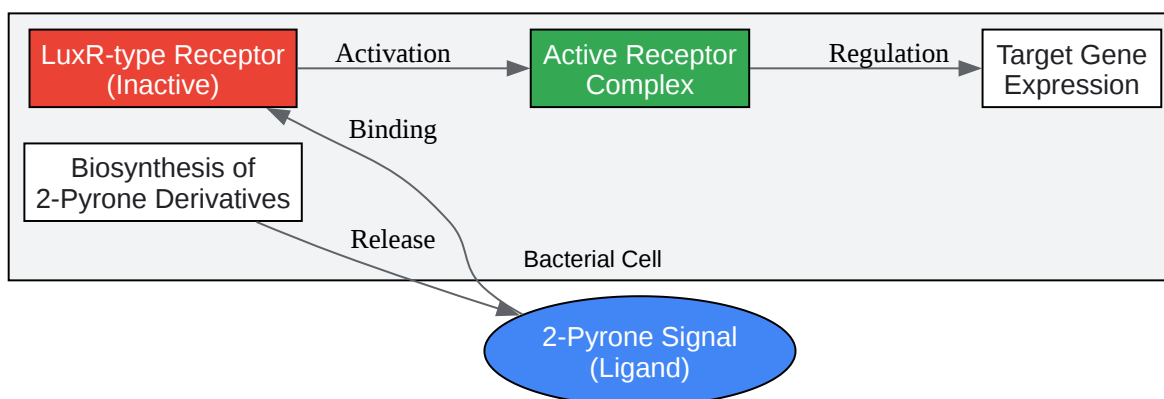 LuxR-type Receptor
(Inactive)
Activation
Active Receptor
Complex
Regulation
Target Gene
Expression
Binding
Biosynthesis of
2-Pyrone Derivatives
Release
Bacterial Cell
2-Pyrone Signal
(Ligand)